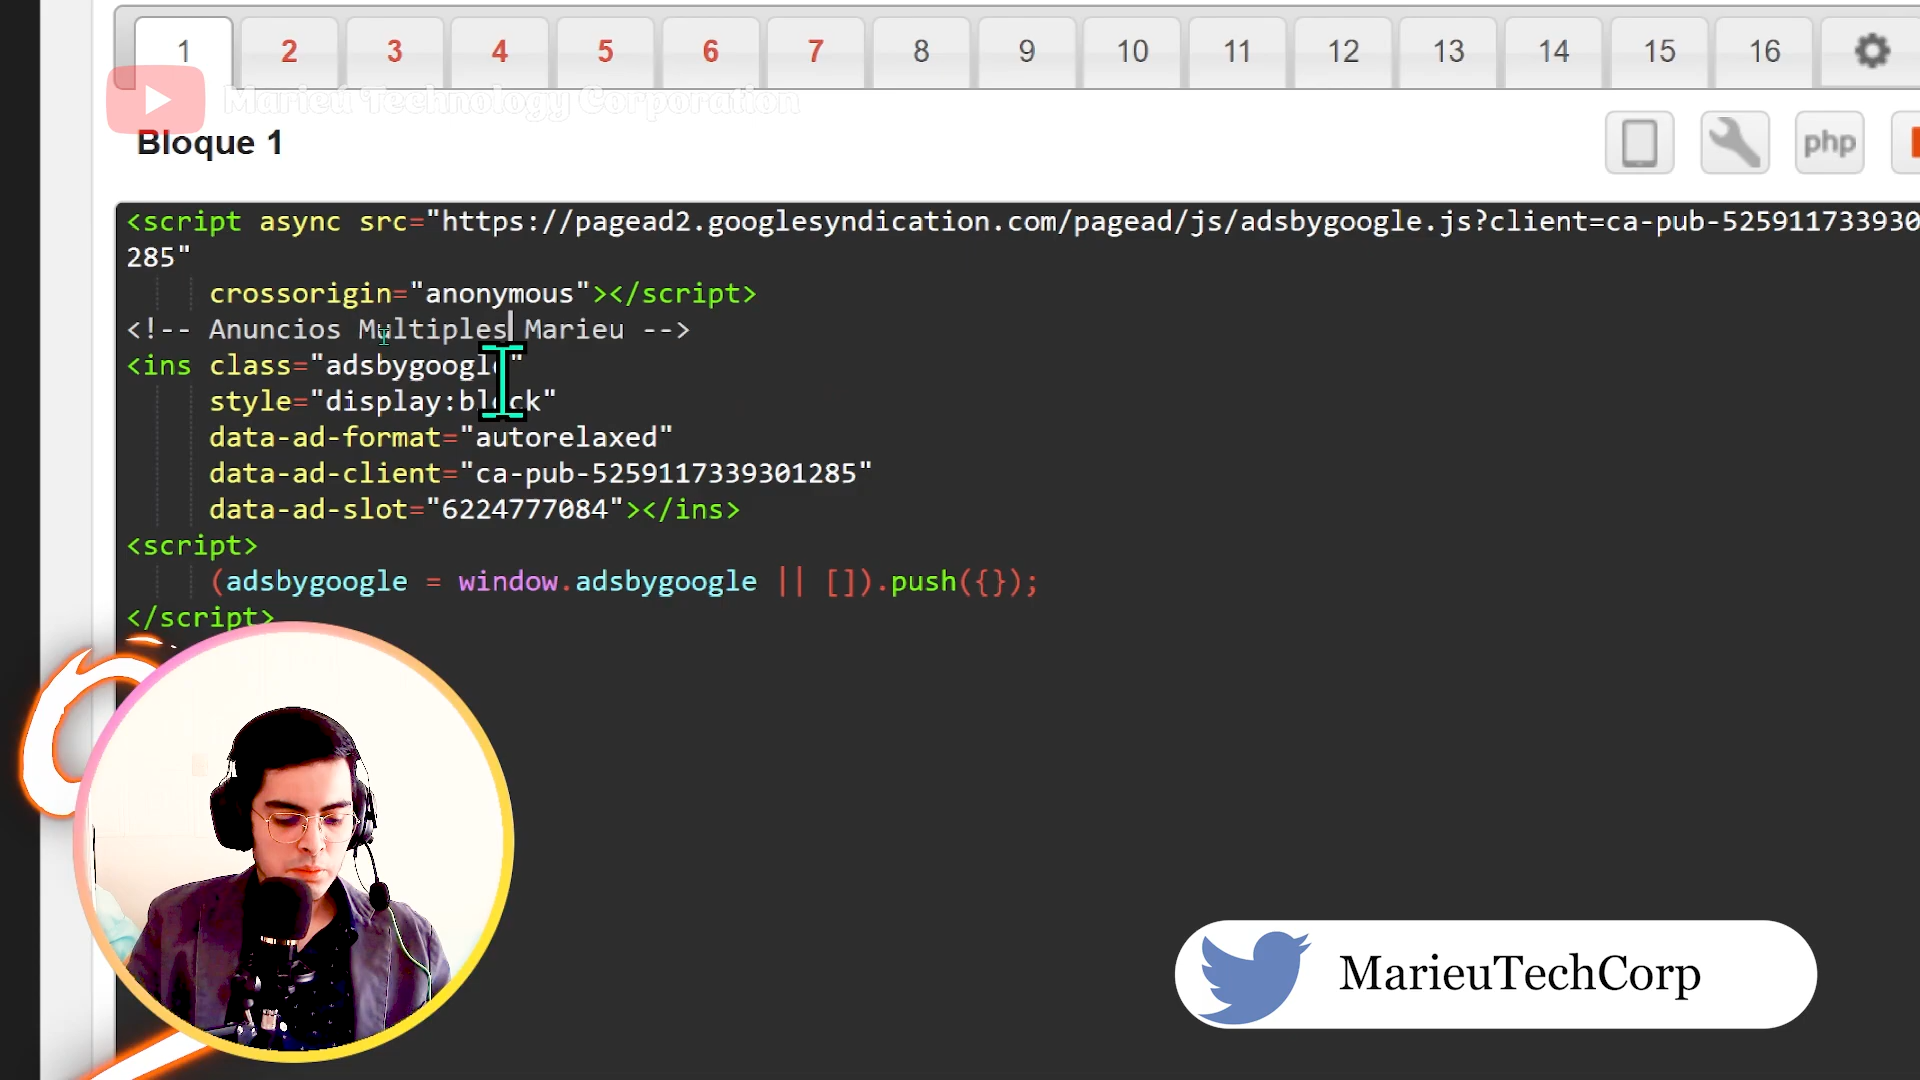 1 2 3 4 5 6 7 8 9 10 11 12 13 14 15 16
Marieu Technology Corporation
Bloque 1
php
<script async src="https://pagead2.googlesyndication.com/pagead/js/adsbygoogle.js?client=ca-pub-525911733930
285"
crossorigin="anonymous"></script>
<!-- Anuncios Multiples Marieu -->
<ins class="adsbygoogle"
style="display:block"
data-ad-format="autorelaxed"
data-ad-client="ca-pub-5259117339301285"
data-ad-slot="6224777084"></ins>
<script>
(adsbygoogle = window.adsbygoogle || []).push({});
</script>
MarieuTechCorp